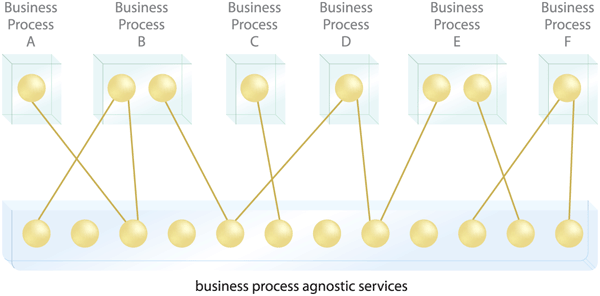 Business
Process
A
Business
Process
B
Business
Process
C
Business
Process
D
Business
Process
E
Business
Process
F
business process agnostic services